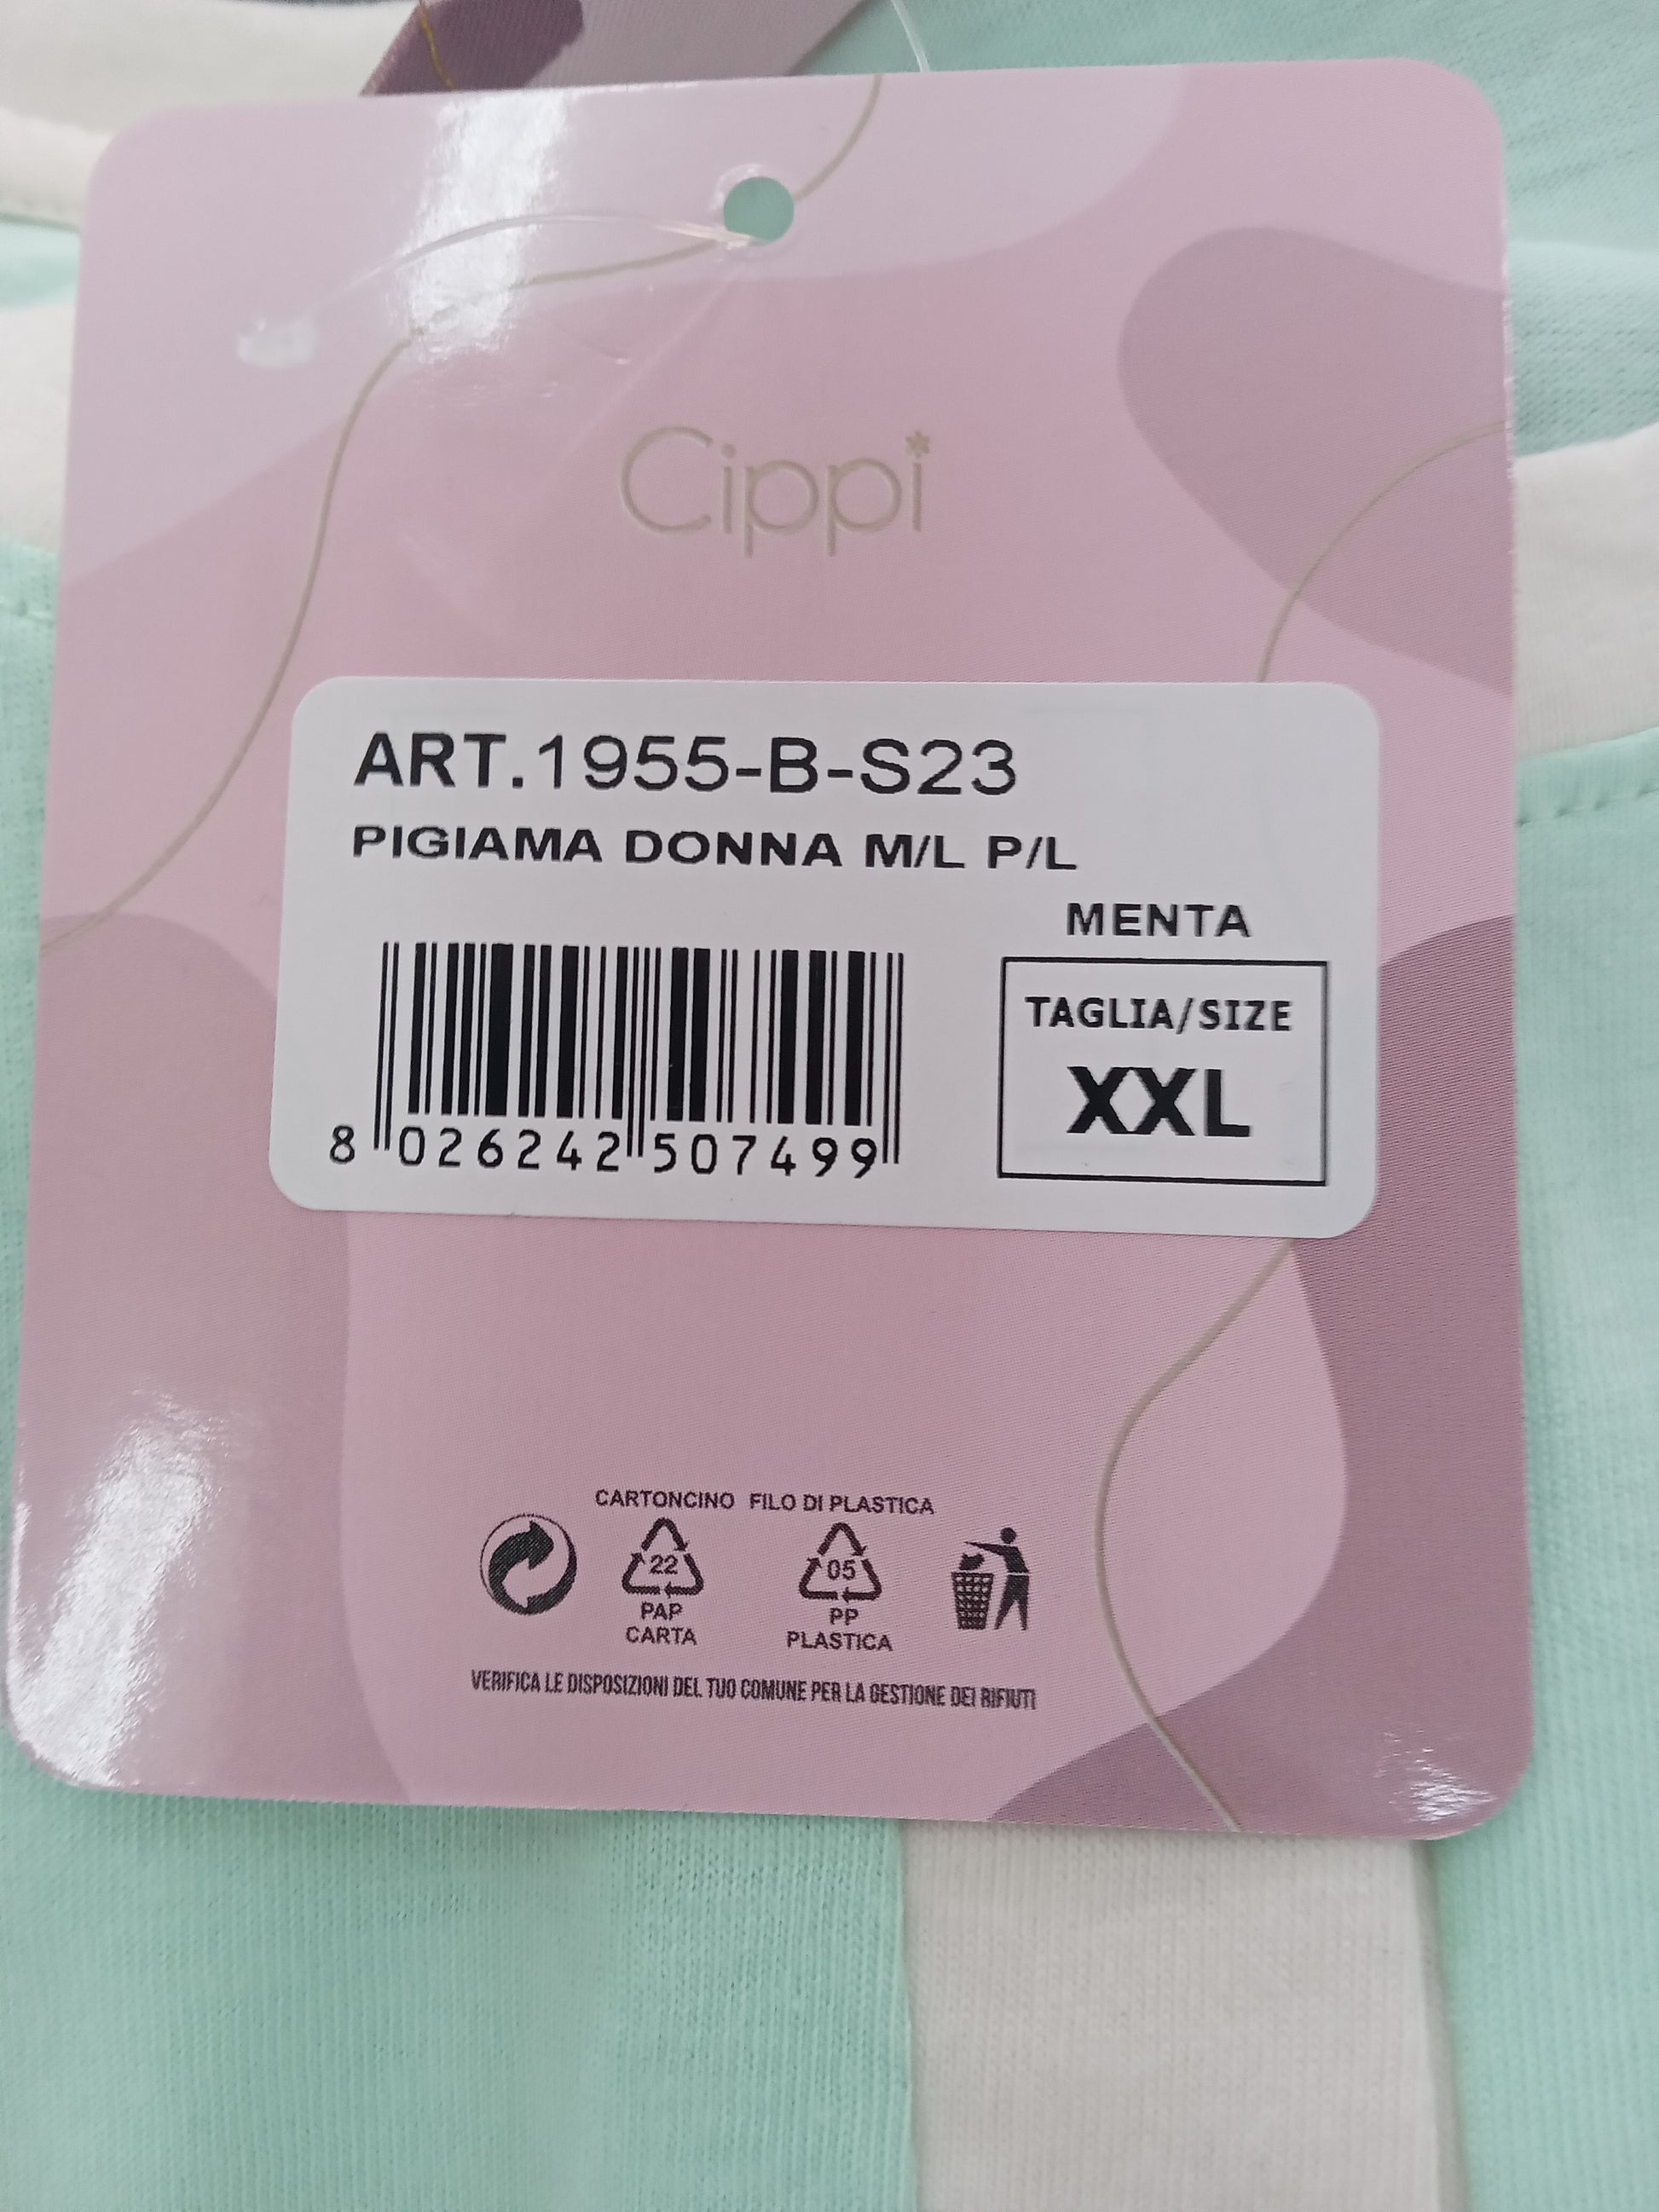 Cippi
ART.1955-B-S23
PIGIAMA DONNA M/L P/L
MENTA
TAGLIA/SIZE
XXL
8 026242 507499
CARTONCINO FILO DI PLASTICA
22 05
PAP PP
CARTA PLASTICA
VERIFICA LE DISPOSIZIONI DEL TUO COMUNE PER LA GESTIONE DEI RIFIUTI